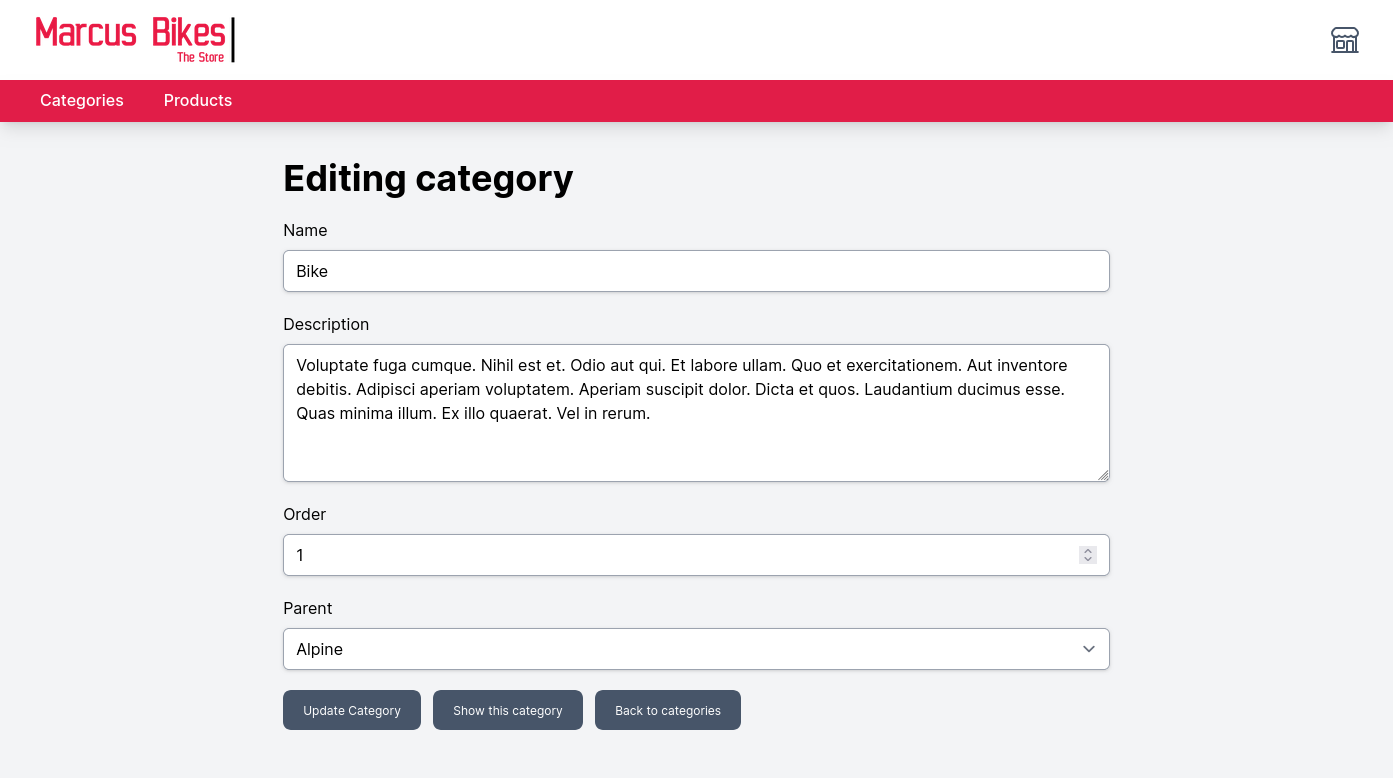 Marcus Bikes
The Store
Categories
Products
Editing category
Name
Bike
Description
Voluptate fuga cumque. Nihil est et. Odio aut qui. Et labore ullam. Quo et exercitationem. Aut inventore
debitis. Adipisci aperiam voluptatem. Aperiam suscipit dolor. Dicta et quos. Laudantium ducimus esse.
Quas minima illum. Ex illo quaerat. Vel in rerum.
Order
1
Parent
Alpine
Update Category
Show this category
Back to categories